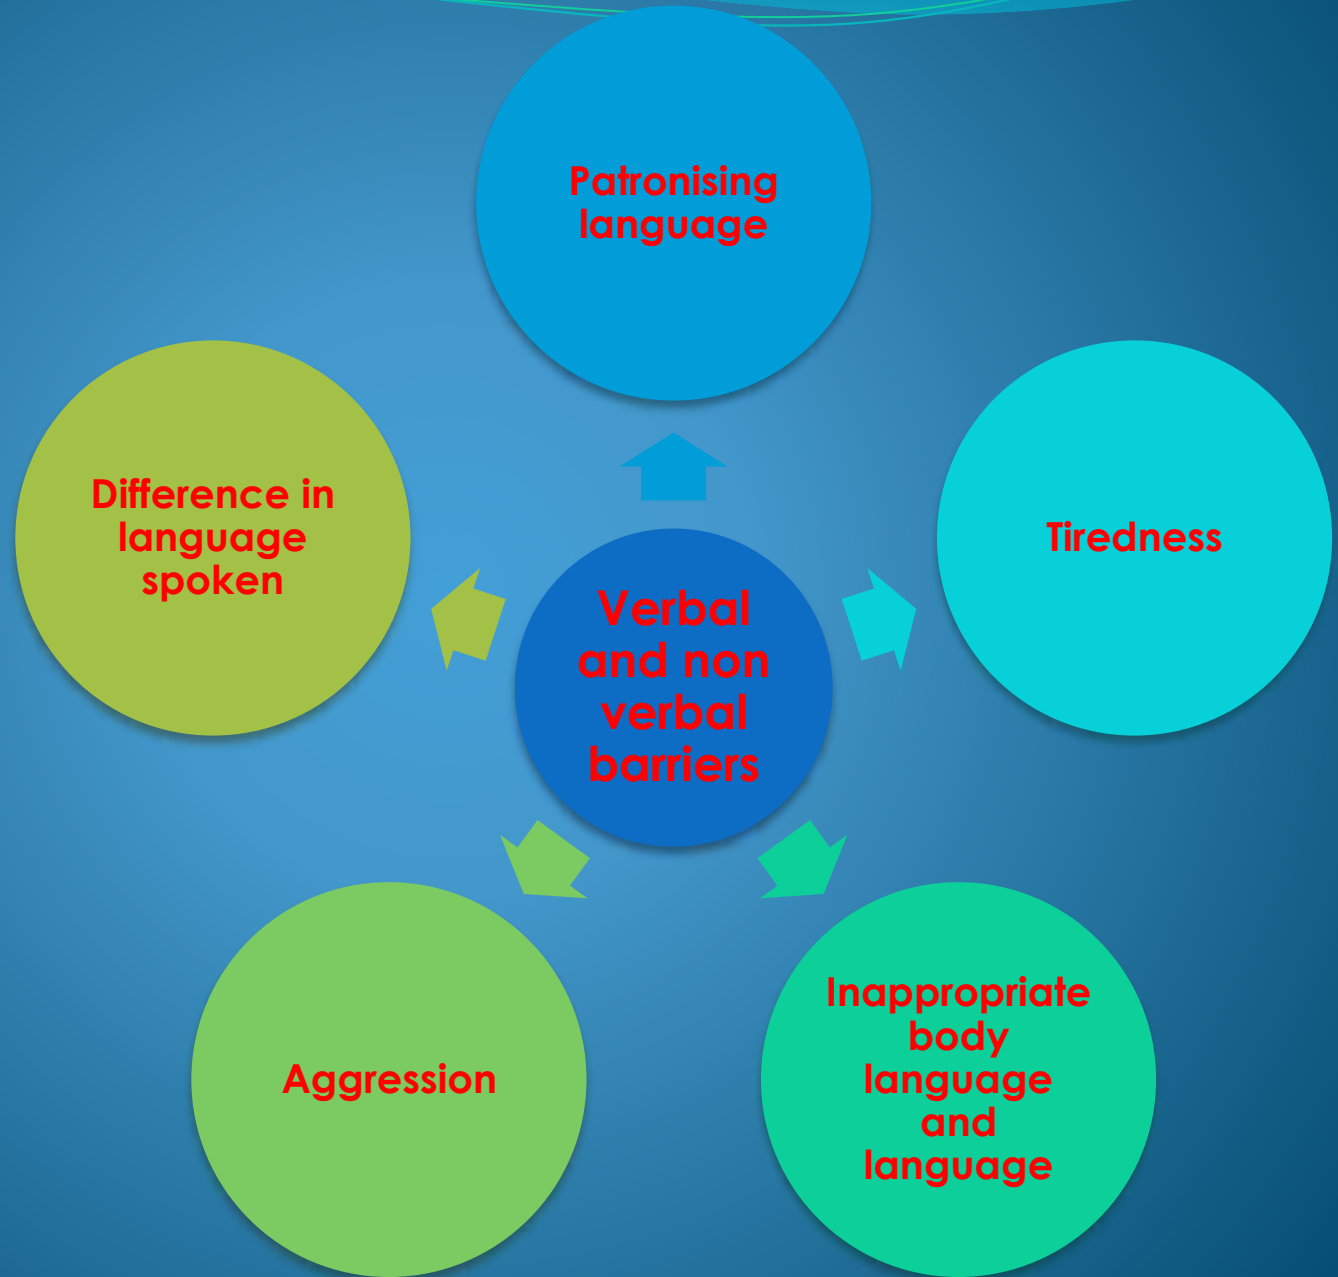 Patronising
language
Difference in
language
spoken
Tiredness
Verbal
and non
verbal
barriers
Aggression
Inappropriate
body
language
and
language